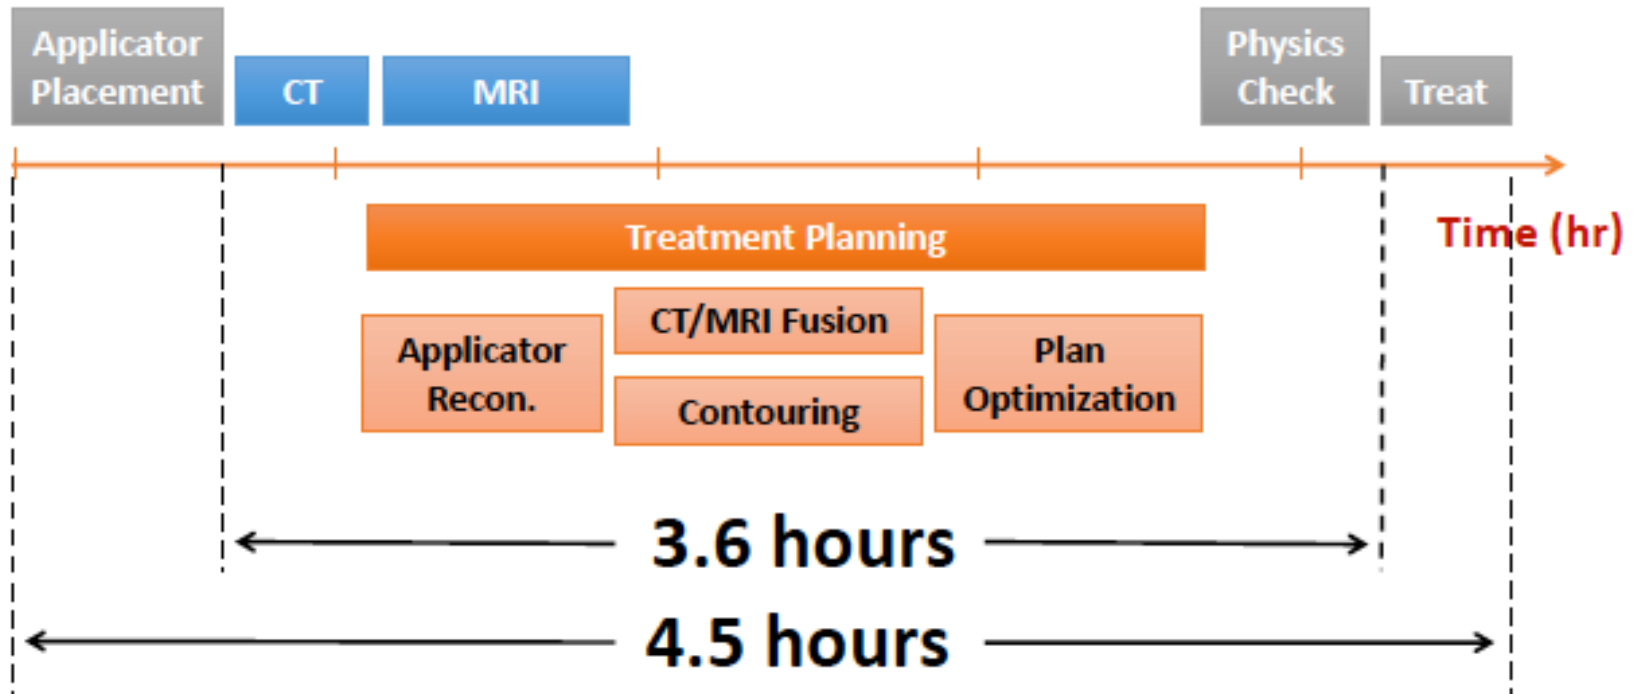 Applicator
Placement
CT
MRI
Physics
Check
Treat
Time (hr)
Treatment Planning
Applicator
Recon.
CT/MRI Fusion
Contouring
Plan
Optimization
3.6 hours
4.5 hours